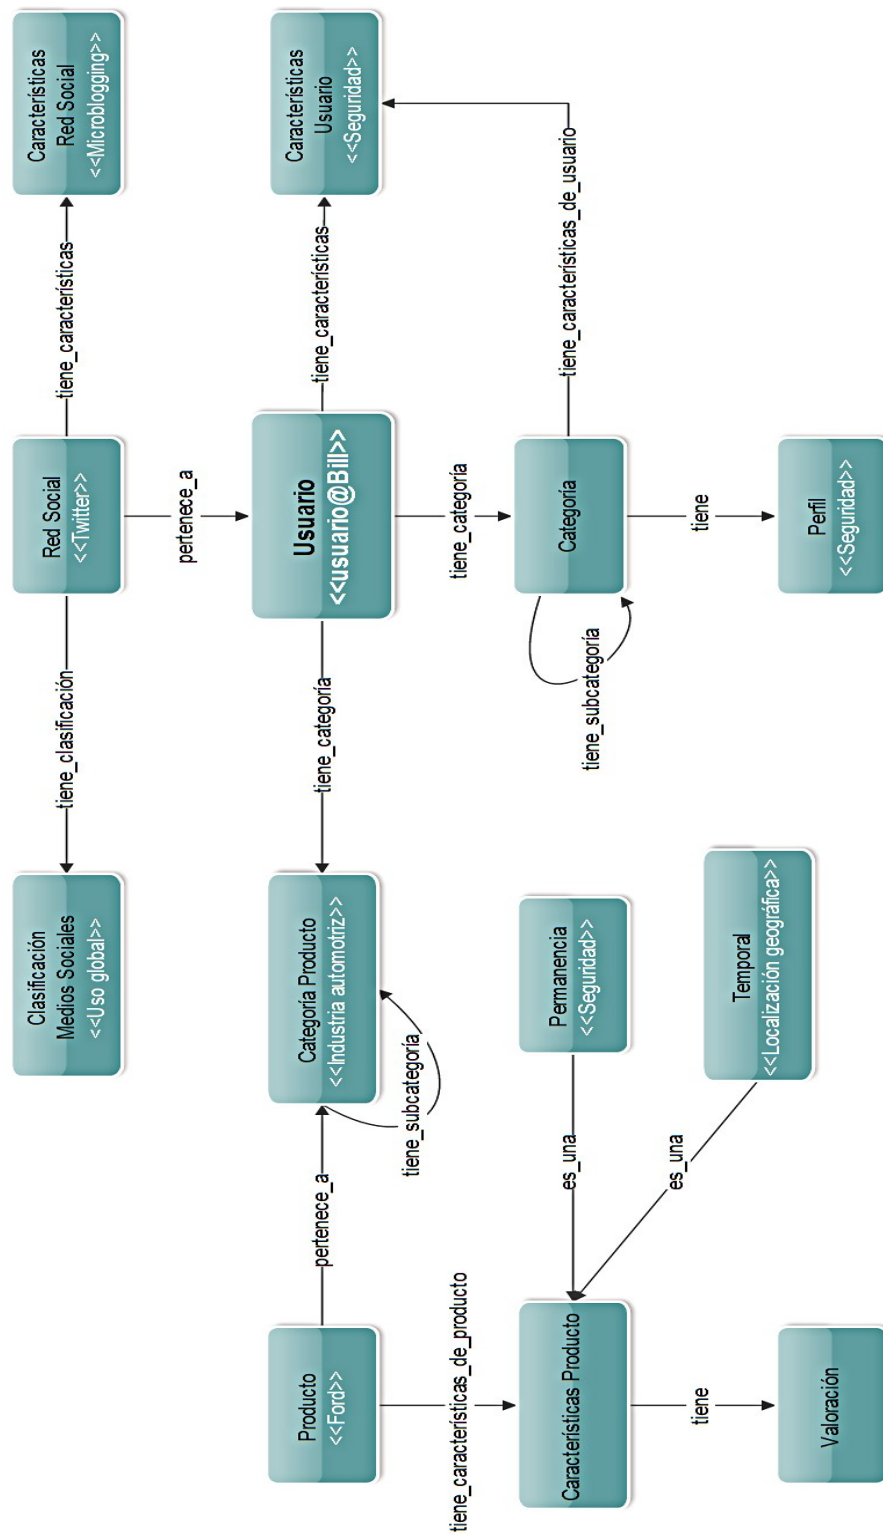 Clasificación
Medios Sociales
<<Uso global>>
tiene_clasificación
Red Social
<<Twitter>>
tiene_características
Características
Red Social
<<Microblogging>>
pertenece_a
Producto
<<Ford>>
pertenece_a
Categoría Producto
<<Industria automotriz>>
tiene_categoría
Usuario
<<usuario@Bill>>
tiene_características
Características
Usuario
<<Seguridad>>
tiene_subcategoría
tiene_características_de_producto
tiene_categoría
Características Producto
es_una
Permanencia
<<Seguridad>>
tiene_subcategoría
Categoría
tiene_características_de_usuario
es_una
Temporal
<<Localización geográfica>>
tiene
tiene
Valoración
Perfil
<<Seguridad>>